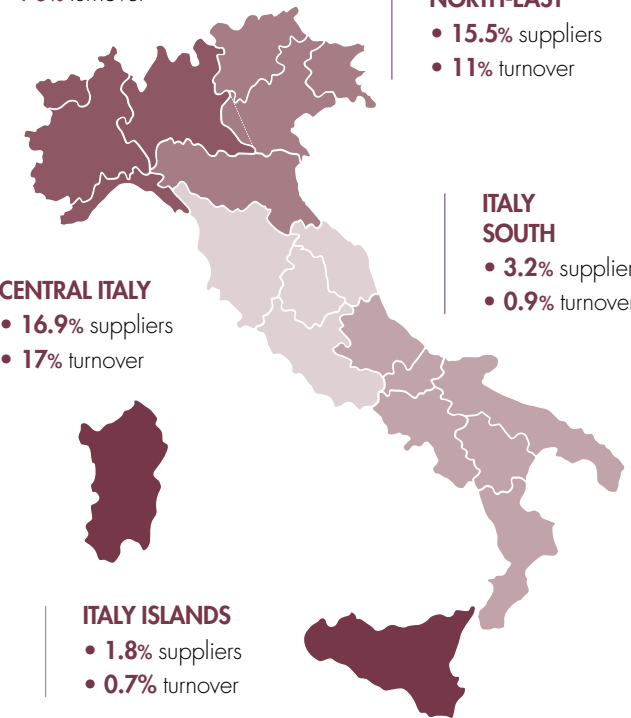 turnover
NORTH-EAST
• 15.5% suppliers
• 11% turnover
ITALY
SOUTH
• 3.2% supplier
• 0.9% turnover
CENTRAL ITALY
• 16.9% suppliers
• 17% turnover
ITALY ISLANDS
• 1.8% suppliers
• 0.7% turnover